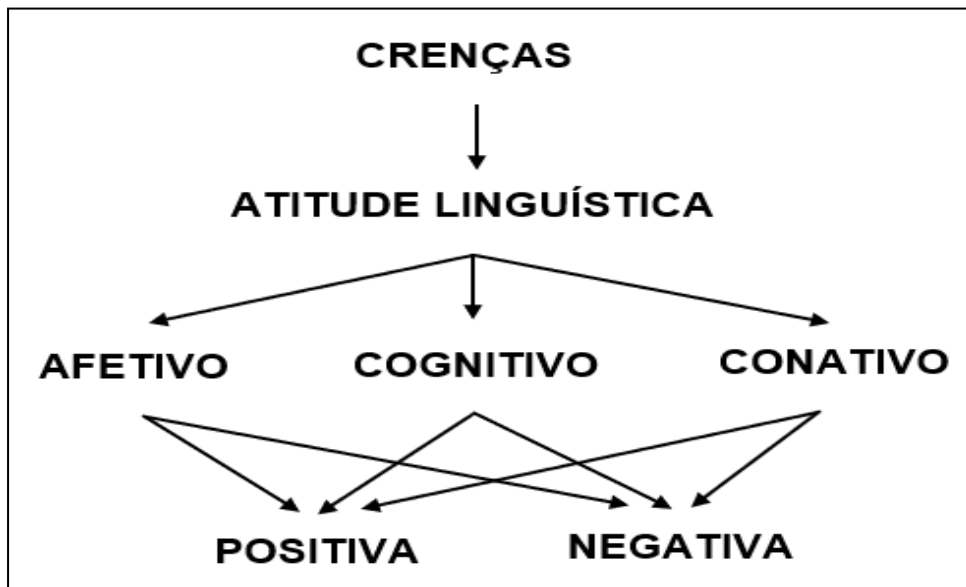 CRENÇAS
ATITUDE LINGUÍSTICA
AFETIVO COGNITIVO CONATIVO
POSITIVA NEGATIVA